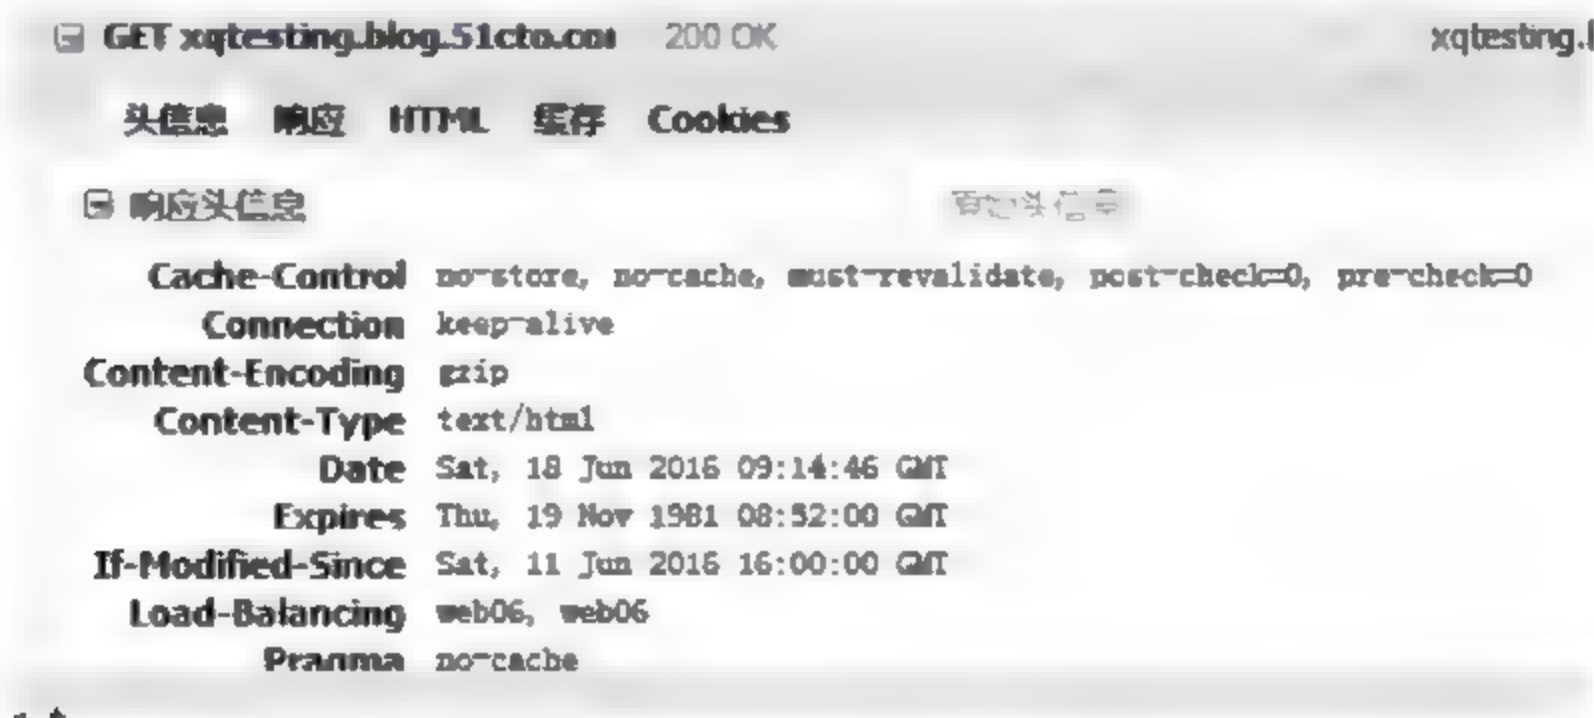 GET xqtesting.blog.51cto.co 200 OK xqtesting.
头信息 响应 HTML 缓存 Cookies
响应头信息
Cache-Control no-store, no-cache, must-revalidate, post-check=0, pre-check=0
Connection keep-alive
Content-Encoding gzip
Content-Type text/html
Date Sat, 18 Jun 2016 09:14:46 GMT
Expires Thu, 19 Nov 1981 08:52:00 GMT
If-Modified-Since Sat, 11 Jun 2016 16:00:00 GMT
Load-Balancing web06, web06
Pragma no-cache